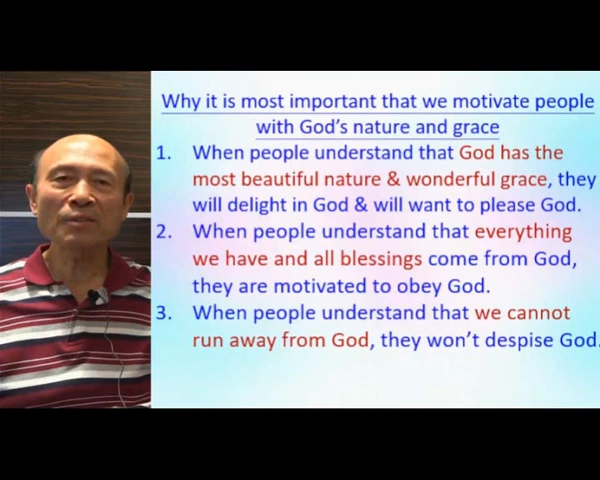 Why it is most important that we motivate people
with God's nature and grace
1. When people understand that God has the
most beautiful nature & wonderful grace, they
will delight in God & will want to please God.
2. When people understand that everything
we have and all blessings come from God,
they are motivated to obey God.
3. When people understand that we cannot
run away from God, they won't despise God.